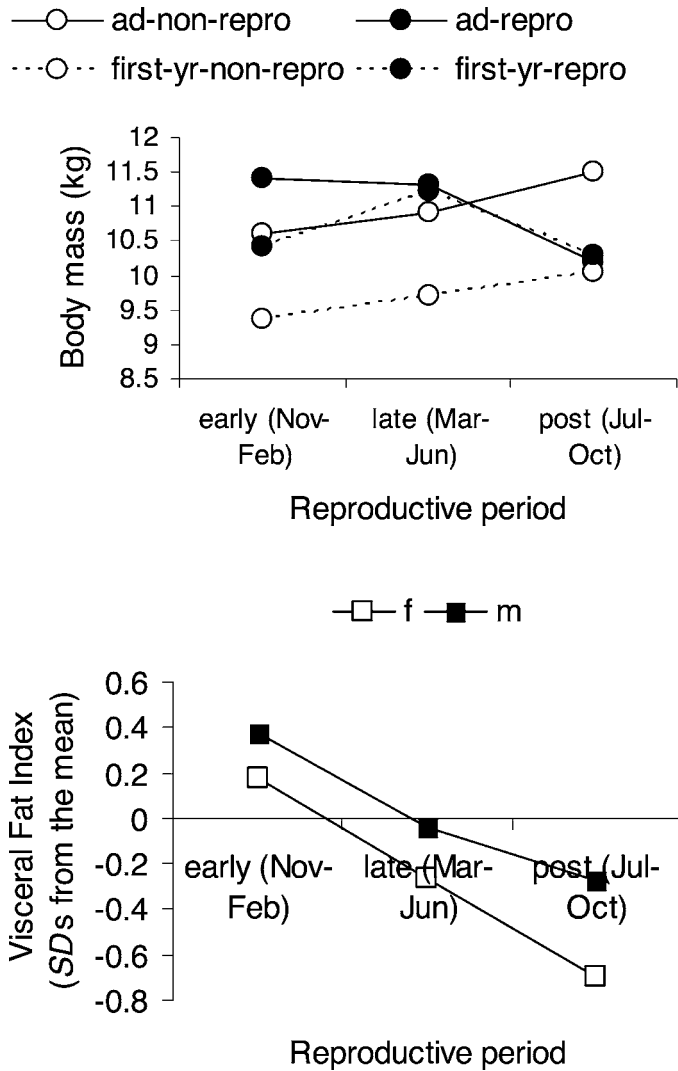 ad-non-repro ad-repro
first-yr-non-repro first-yr-repro
12
11.5
11
10.5
10
9.5
9
8.5
Body mass (kg)
early (Nov- late (Mar- post (Jul-
Feb) Jun) Oct)
Reproductive period
f m
0.6
0.4
0.2
0
-0.2
-0.4
-0.6
-0.8
Visceral Fat Index
(SDs from the mean)
early (Nov- late (Mar- post (Jul-
Feb) Jun) Oct)
Reproductive period